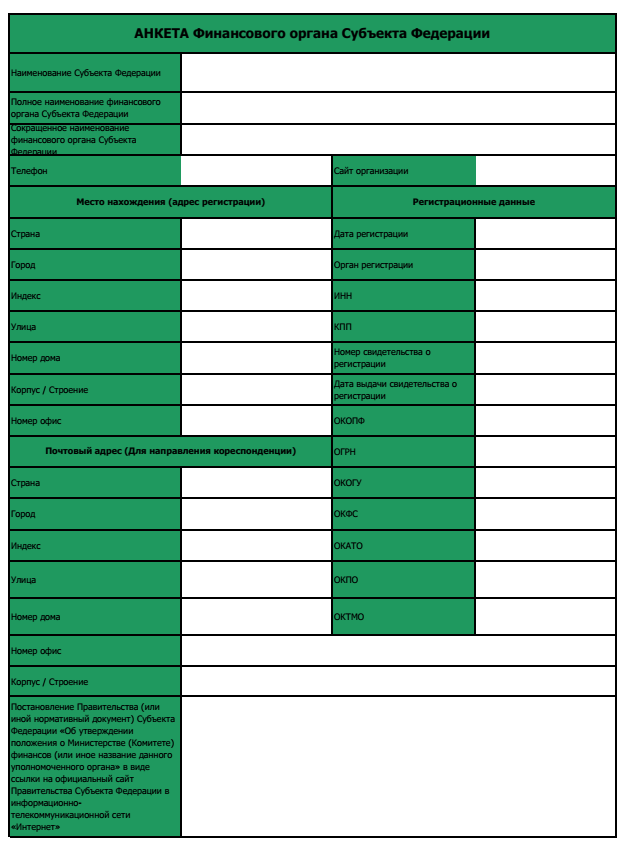 АНКЕТА Финансового органа Субъекта Федерации
Наименование Субъекта Федерации
Полное наименование финансового
органа Субъекта Федерации
Сокращенное наименование
финансового органа Субъекта
Федерации
Телефон
Сайт организации
Место нахождения (адрес регистрации)
Регистрационные данные
Страна
Дата регистрации
Город
Орган регистрации
Индекс
ИНН
Улица
КПП
Номер дома
Номер свидетельства о
регистрации
Корпус / Строение
Дата выдачи свидетельства о
регистрации
Номер офис
ОКОПФ
Почтовый адрес (Для направления кореспонденции)
ОГРН
Страна
ОКОГУ
Город
ОКФС
Индекс
ОКАТО
Улица
ОКПО
Номер дома
ОКТМО
Номер офис
Корпус / Строение
Постановление Правительства (или
иной нормативный документ) Субъекта
Федерации «Об утверждении
положения о Министерстве (Комитете)
финансов (или иное название данного
уполномоченного органа» в виде
ссылки на официальный сайт
Правительства Субъекта Федерации в
информационно-
телекоммуникационной сети
«Интернет»